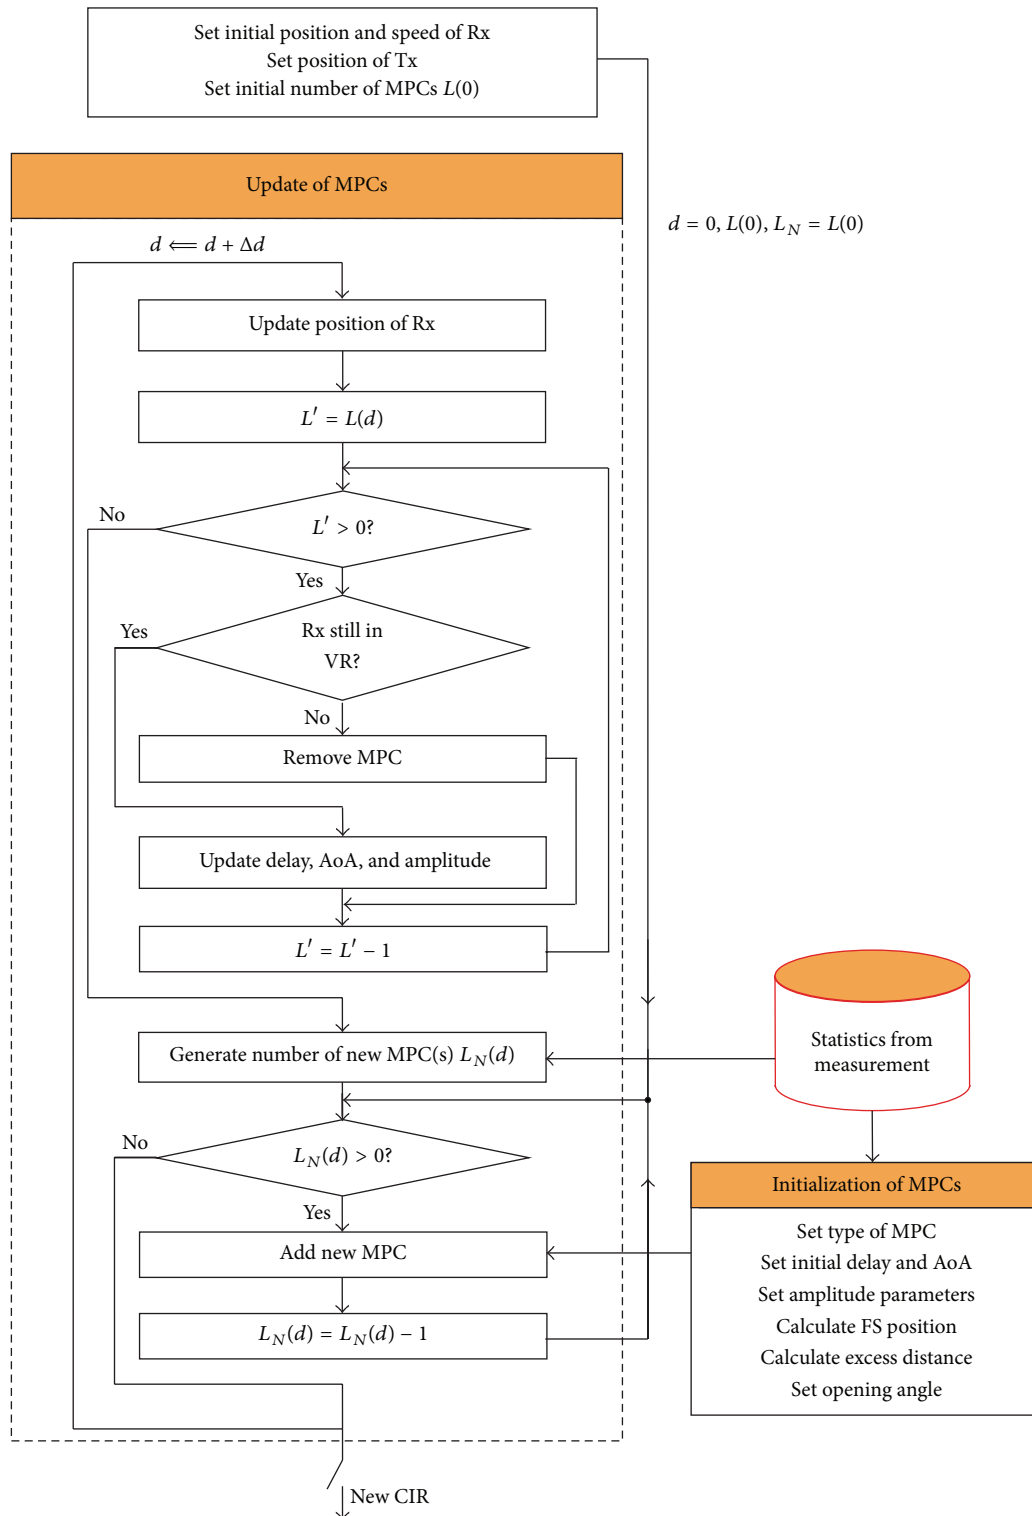 Set initial position and speed of Rx
Set position of Tx
Set initial number of MPCs L(0)
Update of MPCs
d = 0, L(0), L_N = L(0)
d ⟸ d + Δd
Update position of Rx
L′ = L(d)
No
L′ > 0?
Yes
Yes
Rx still in
VR?
No
Remove MPC
Update delay, AoA, and amplitude
L′ = L′ − 1
Statistics from
measurement
Generate number of new MPC(s) L_N(d)
No
L_N(d) > 0?
Yes
Add new MPC
L_N(d) = L_N(d) − 1
Initialization of MPCs
Set type of MPC
Set initial delay and AoA
Set amplitude parameters
Calculate FS position
Calculate excess distance
Set opening angle
New CIR